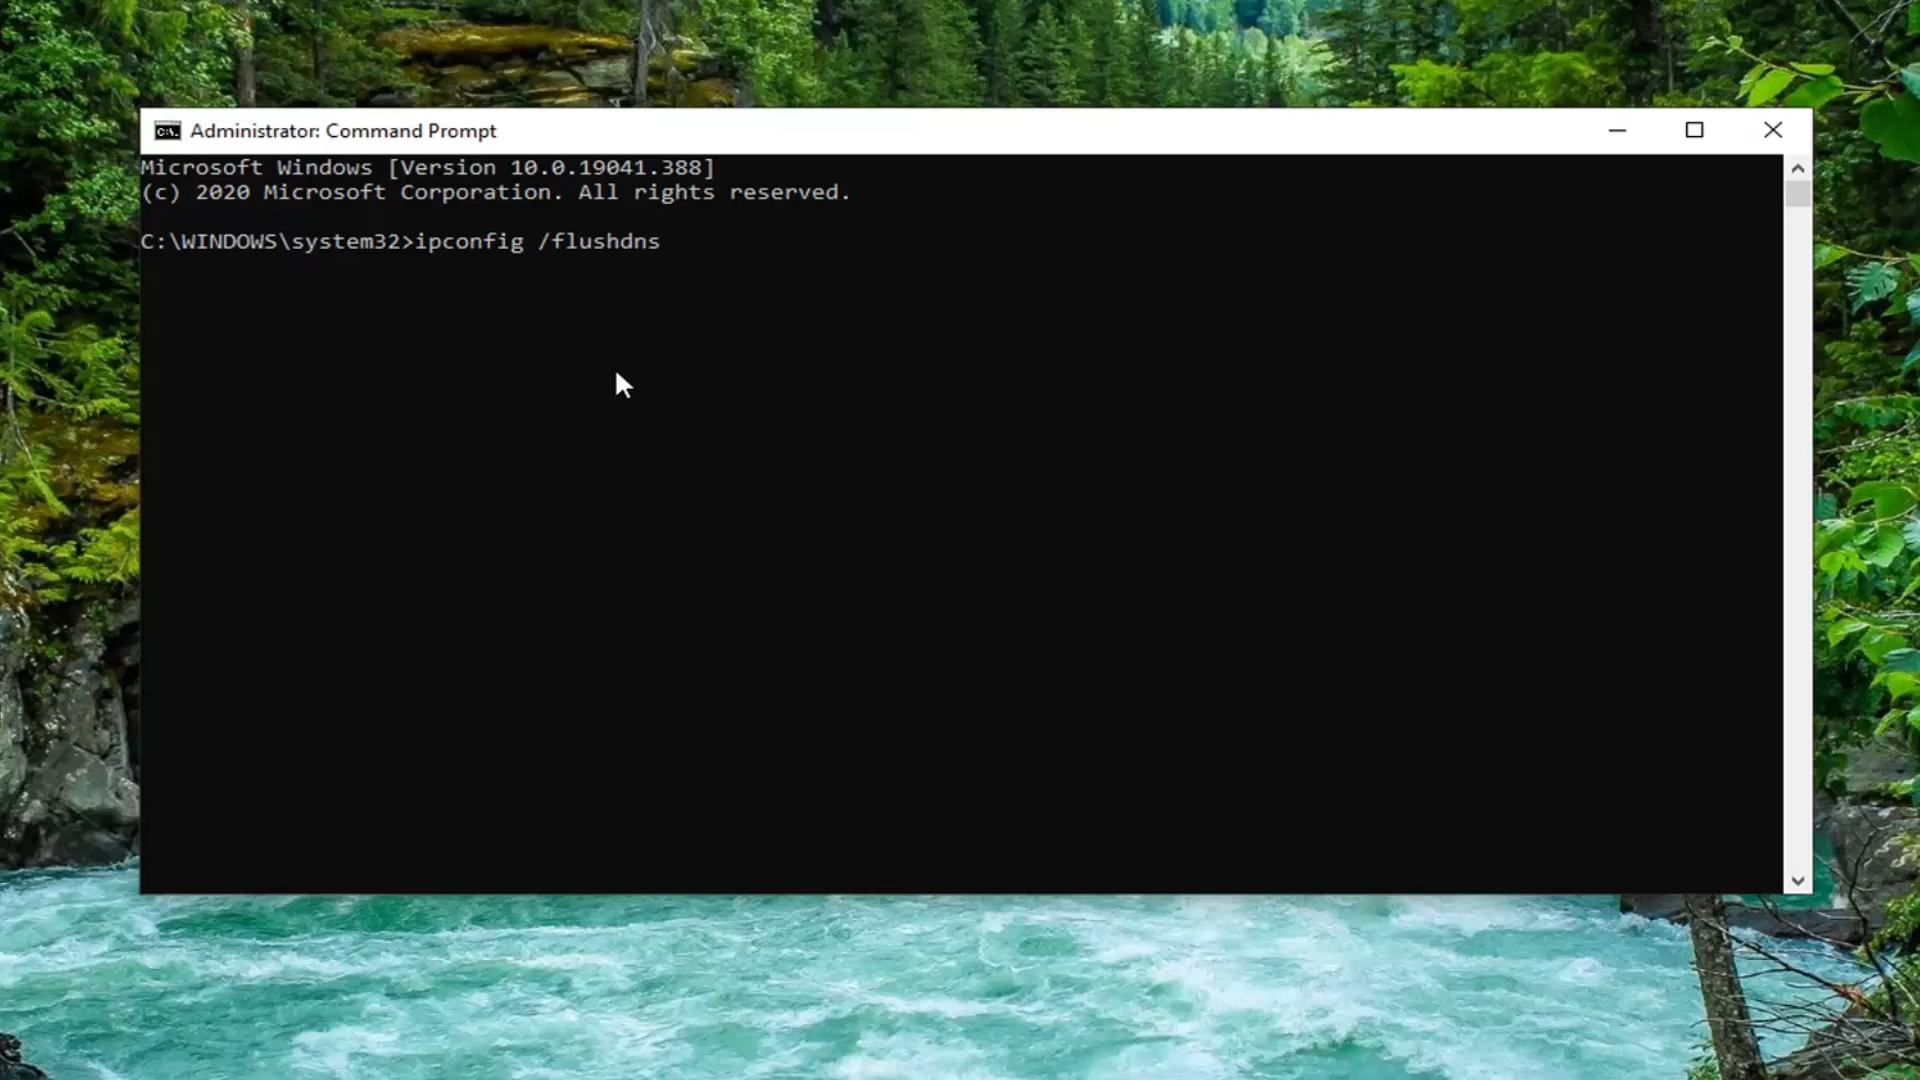 Administrator: Command Prompt
Microsoft Windows [Version 10.0.19041.388]
(c) 2020 Microsoft Corporation. All rights reserved.
C:\WINDOWS\system32>ipconfig /flushdns